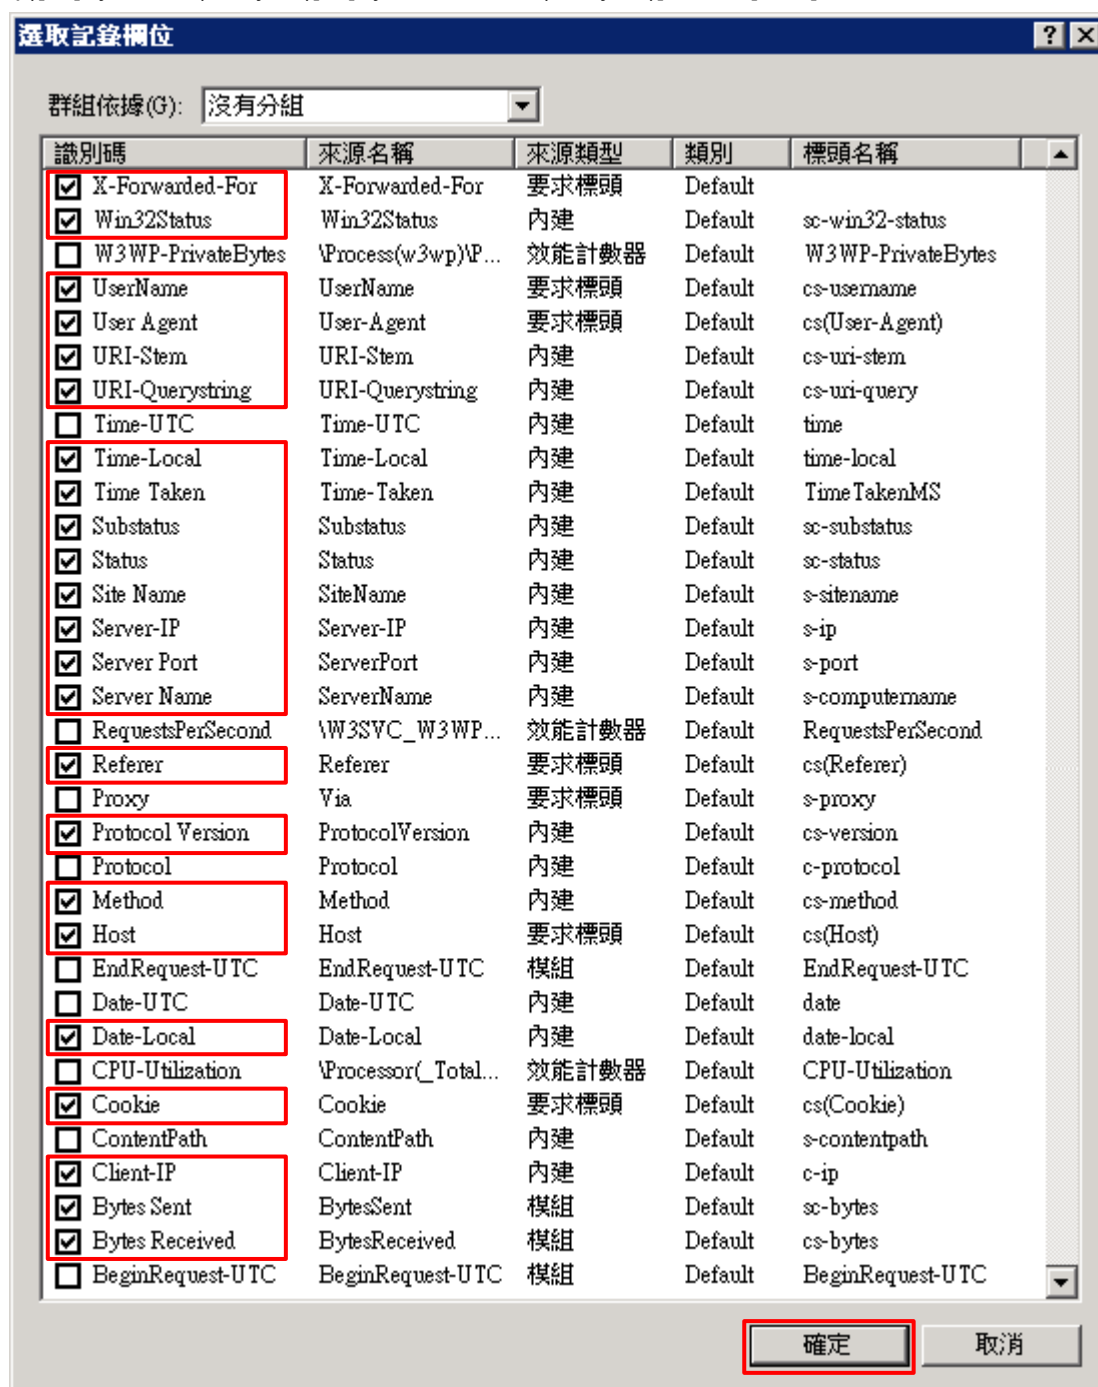 選取記錄欄位
群組依據(G): 沒有分組
識別碼 來源名稱 來源類型 類別 標頭名稱
X-Forwarded-For X-Forwarded-For 要求標頭 Default
Win32Status Win32Status 內建 Default sc-win32-status
W3WP-PrivateBytes \Process(w3wp)\P... 效能計數器 Default W3WP-PrivateBytes
UserName UserName 要求標頭 Default cs-username
User Agent User-Agent 要求標頭 Default cs(User-Agent)
URI-Stem URI-Stem 內建 Default cs-uri-stem
URI-Querystring URI-Querystring 內建 Default cs-uri-query
Time-UTC Time-UTC 內建 Default time
Time-Local Time-Local 內建 Default time-local
Time Taken Time-Taken 內建 Default TimeTakenMS
Substatus Substatus 內建 Default sc-substatus
Status Status 內建 Default sc-status
Site Name SiteName 內建 Default s-sitename
Server-IP Server-IP 內建 Default s-ip
Server Port ServerPort 內建 Default s-port
Server Name ServerName 內建 Default s-computername
RequestsPerSecond \W3SVC_W3WP... 效能計數器 Default RequestsPerSecond
Referer Referer 要求標頭 Default cs(Referer)
Proxy Via 要求標頭 Default s-proxy
Protocol Version ProtocolVersion 內建 Default cs-version
Protocol Protocol 內建 Default c-protocol
Method Method 內建 Default cs-method
Host Host 要求標頭 Default cs(Host)
EndRequest-UTC EndRequest-UTC 模組 Default EndRequest-UTC
Date-UTC Date-UTC 內建 Default date
Date-Local Date-Local 內建 Default date-local
CPU-Utilization \Processor(_Total... 效能計數器 Default CPU-Utilization
Cookie Cookie 要求標頭 Default cs(Cookie)
ContentPath ContentPath 內建 Default s-contentpath
Client-IP Client-IP 內建 Default c-ip
Bytes Sent BytesSent 模組 Default sc-bytes
Bytes Received BytesReceived 模組 Default cs-bytes
BeginRequest-UTC BeginRequest-UTC 模組 Default BeginRequest-UTC
確定 取消